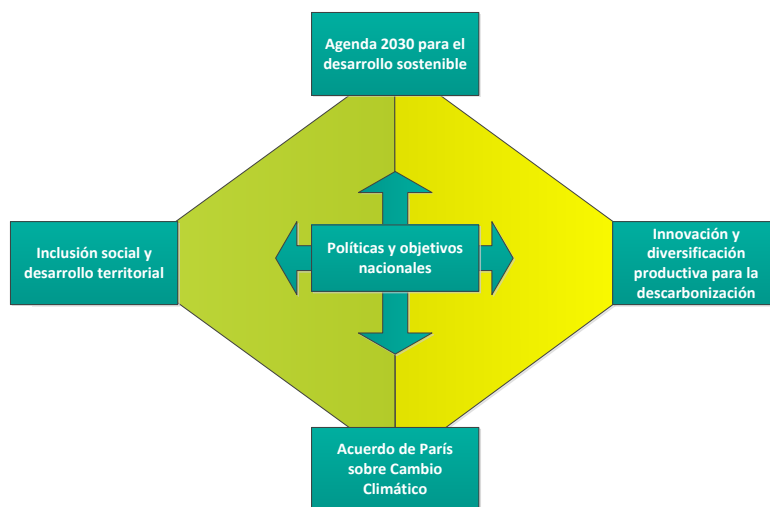 Agenda 2030 para el
desarrollo sostenible
Inclusión social y
desarrollo territorial
Políticas y objetivos
nacionales
Innovación y
diversificación
productiva para la
descarbonización
Acuerdo de París
sobre Cambio
Climático